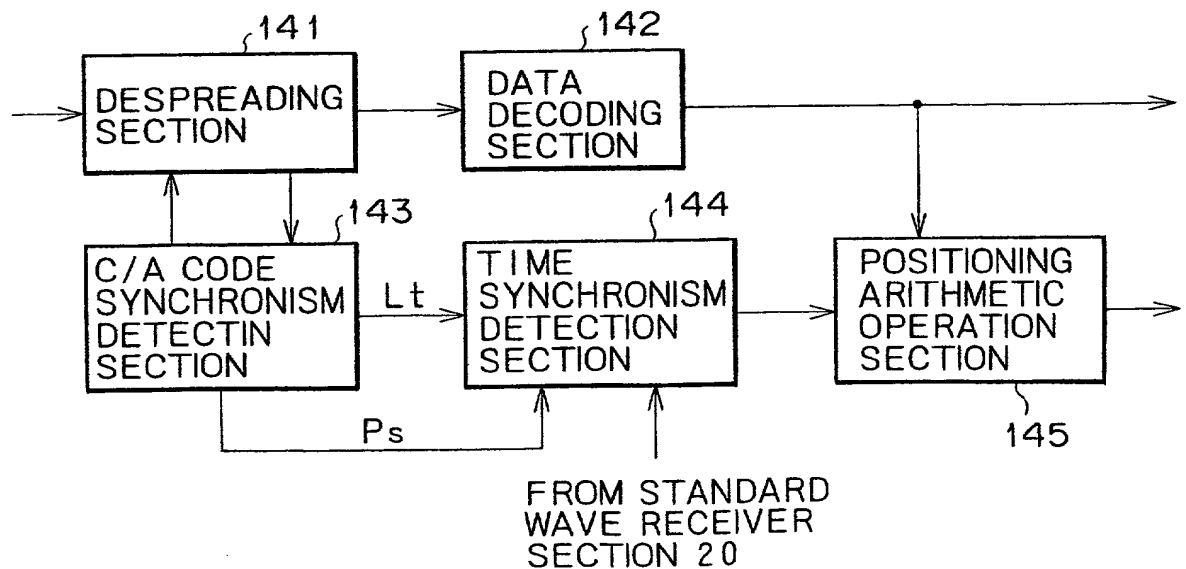 141
DESPREADING
SECTION
142
DATA
DECODING
SECTION
143
C/A CODE
SYNCHRONISM
DETECTIN
SECTION
Lt
Ps
144
TIME
SYNCHRONISM
DETECTION
SECTION
FROM STANDARD
WAVE RECEIVER
SECTION 20
POSITIONING
ARITHMETIC
OPERATION
SECTION
145